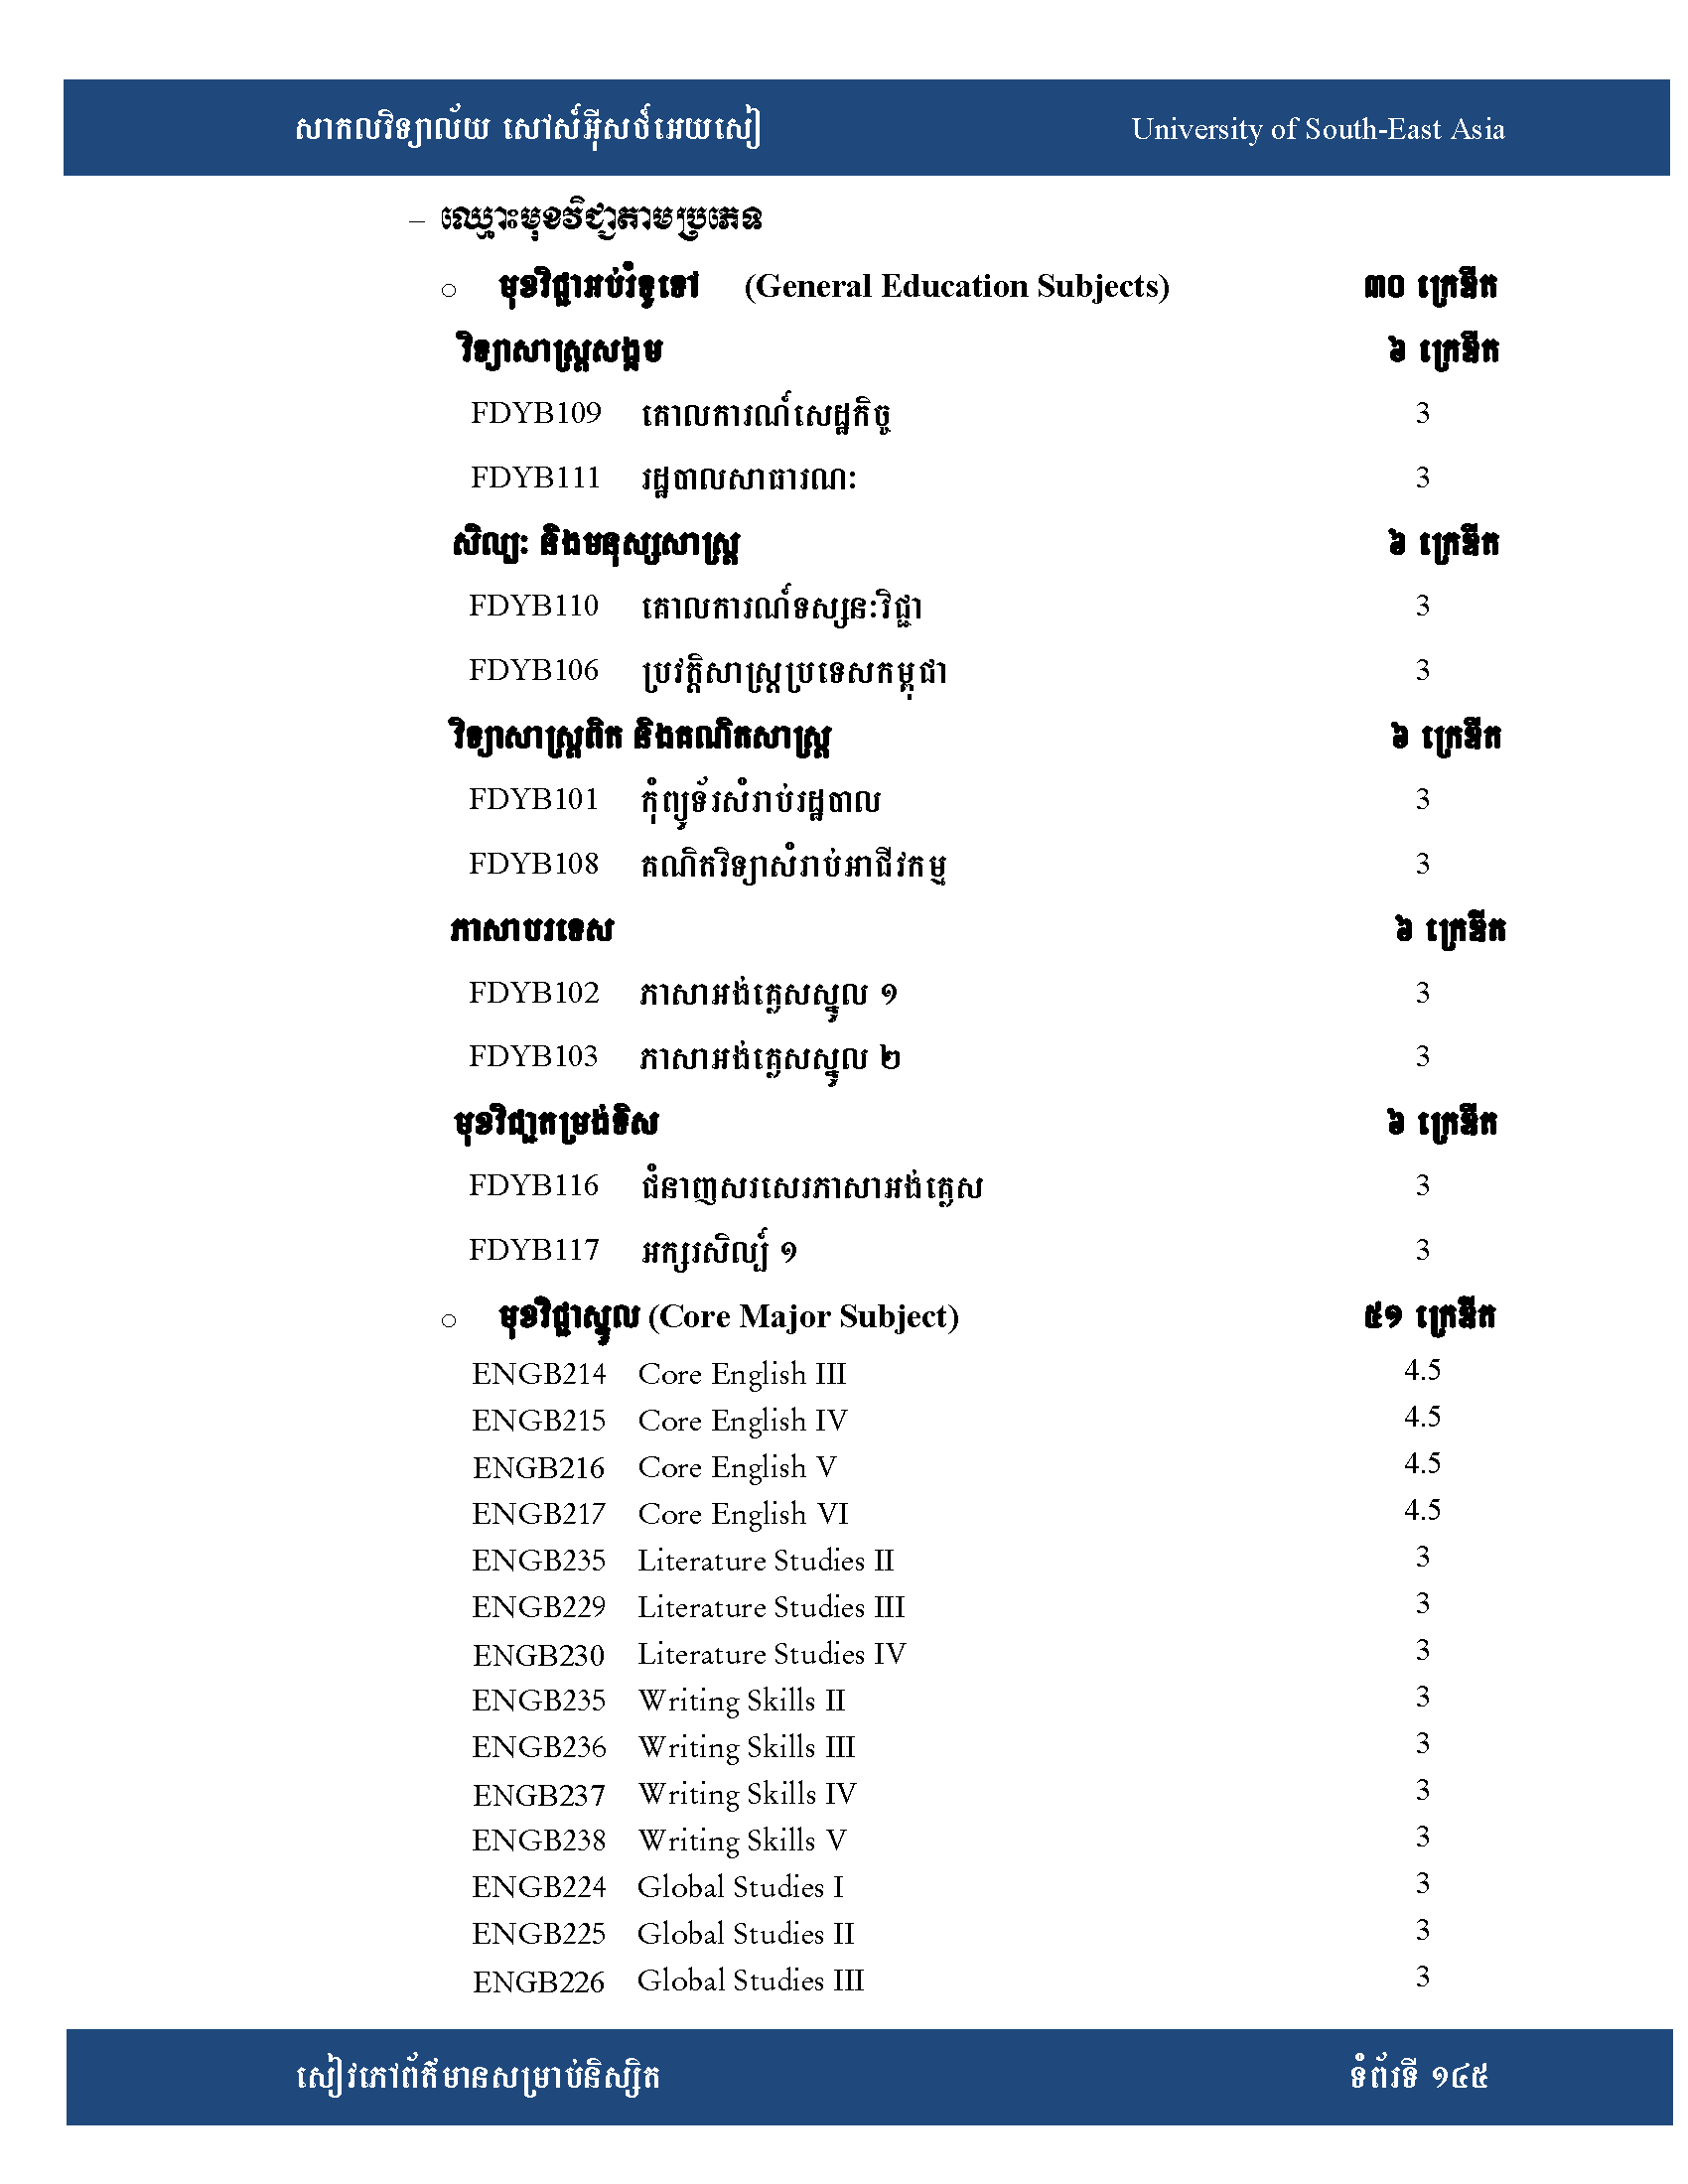 សាកលវិទ្យាល័យ សៅស៍អ៊ីសថ៍អេយសៀ University of South-East Asia
– ឈ្មោះមុខវិជ្ជាតាមប្រភេទ
○ មុខវិជ្ជាអប់រំទូទៅ (General Education Subjects) ៣០ ក្រេឌីត
វិទ្យាសាស្ត្រសង្គម ៦ ក្រេឌីត
FDYB109 គោលការណ៍សេដ្ឋកិច្ច 3
FDYB111 រដ្ឋបាលសាធារណៈ 3
សិល្បៈ និងមនុស្សសាស្ត្រ ៦ ក្រេឌីត
FDYB110 គោលការណ៍ទស្សនៈវិជ្ជា 3
FDYB106 ប្រវត្តិសាស្ត្រប្រទេសកម្ពុជា 3
វិទ្យាសាស្ត្រពិត និងគណិតសាស្ត្រ ៦ ក្រេឌីត
FDYB101 កុំព្យូទ័រសំរាប់រដ្ឋបាល 3
FDYB108 គណិតវិទ្យាសំរាប់អាជីវកម្ម 3
ភាសាបរទេស ៦ ក្រេឌីត
FDYB102 ភាសាអង់គ្លេសស្នូល ១ 3
FDYB103 ភាសាអង់គ្លេសស្នូល ២ 3
មុខវិជ្ជាតម្រង់ទិស ៦ ក្រេឌីត
FDYB116 ជំនាញសរសេរភាសាអង់គ្លេស 3
FDYB117 អក្សរសិល្ប៍ ១ 3
○ មុខវិជ្ជាស្នូល (Core Major Subject) ៥១ ក្រេឌីត
ENGB214 Core English III 4.5
ENGB215 Core English IV 4.5
ENGB216 Core English V 4.5
ENGB217 Core English VI 4.5
ENGB235 Literature Studies II 3
ENGB229 Literature Studies III 3
ENGB230 Literature Studies IV 3
ENGB235 Writing Skills II 3
ENGB236 Writing Skills III 3
ENGB237 Writing Skills IV 3
ENGB238 Writing Skills V 3
ENGB224 Global Studies I 3
ENGB225 Global Studies II 3
ENGB226 Global Studies III 3
សៀវភៅព័ត៌មានសម្រាប់និស្សិត ទំព័រទី ១៤៥